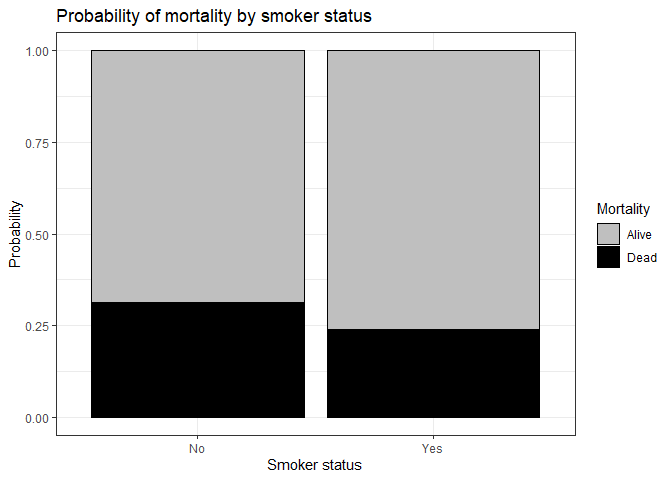 Probability of mortality by smoker status
1.00
0.75
0.50
0.25
0.00
Probability
No
Yes
Smoker status
Mortality
Alive
Dead